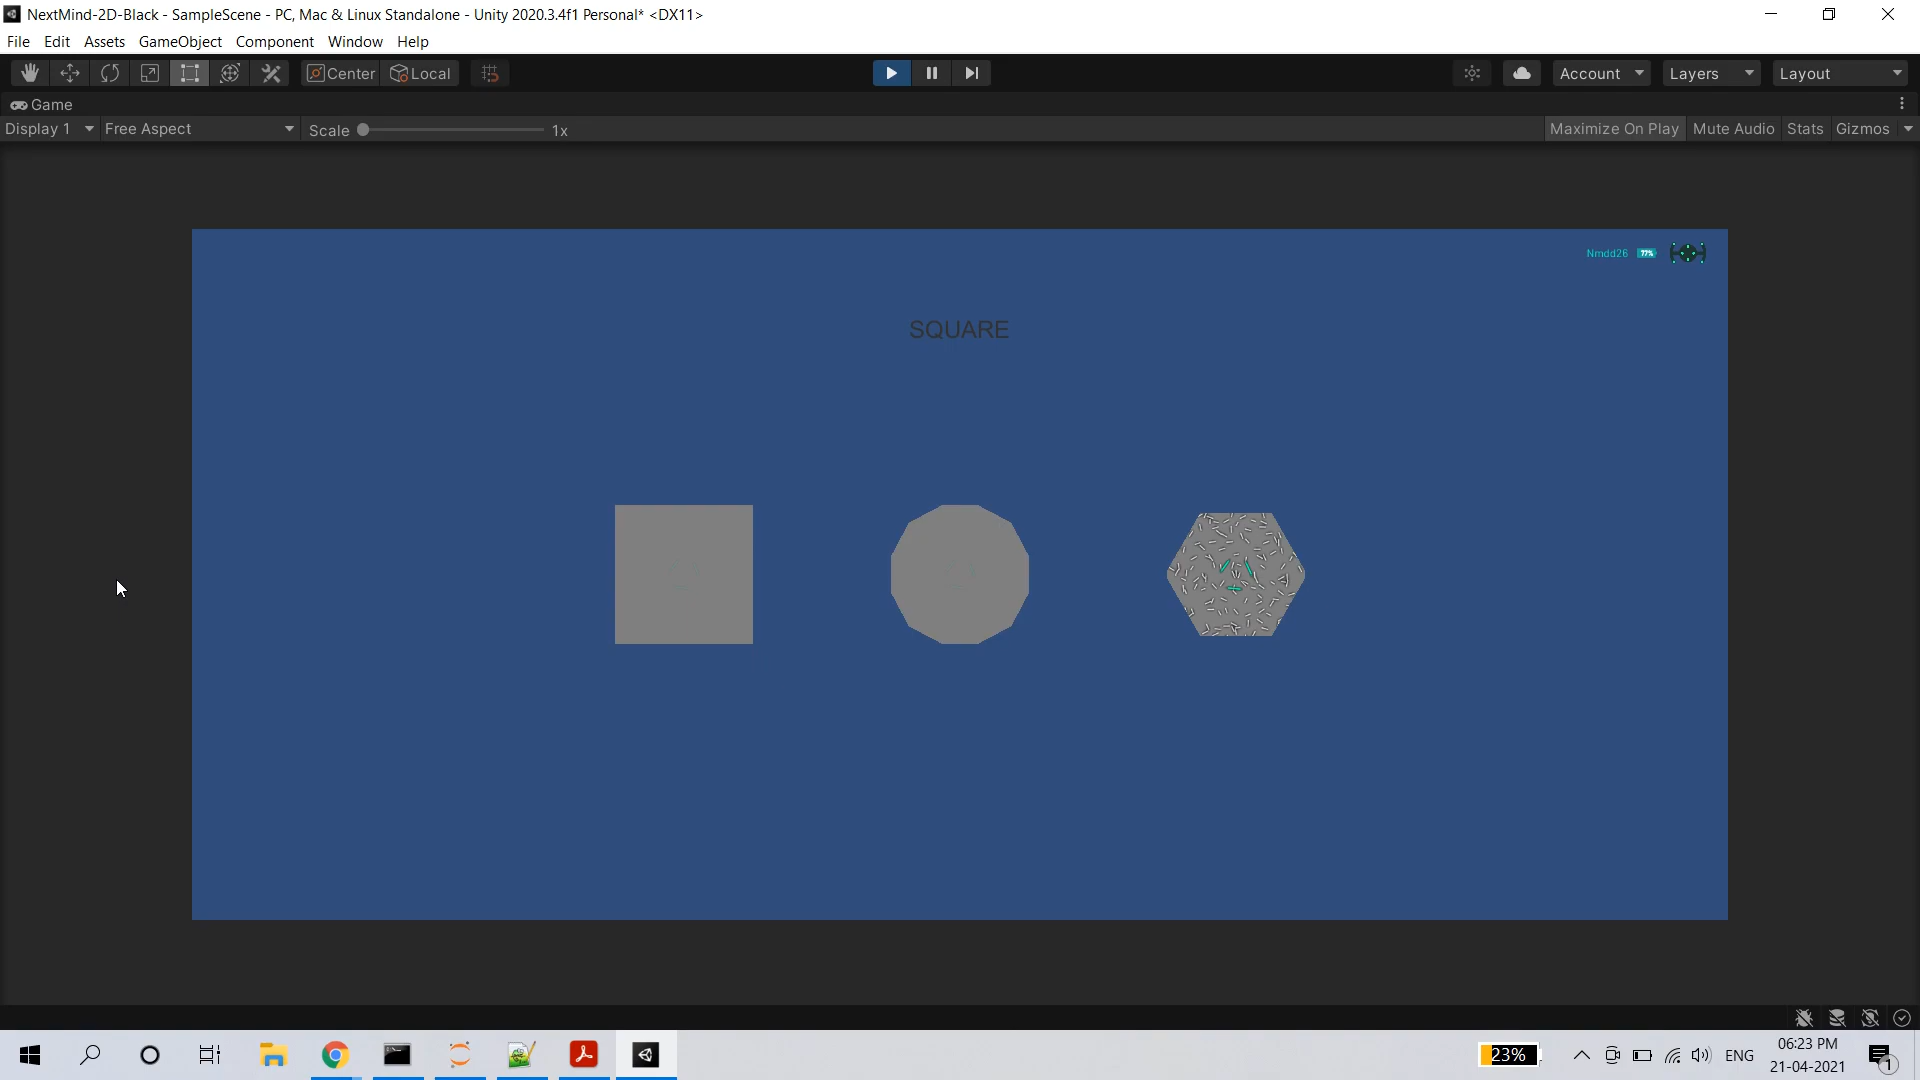 NextMind-2D-Black - SampleScene - PC, Mac & Linux Standalone - Unity 2020.3.4f1 Personal* <DX11>
File Edit Assets GameObject Component Window Help
Center Local Account Layers Layout
Game
Display 1 Free Aspect Scale 1x Maximize On Play Mute Audio Stats Gizmos
Nmdd26 77%
SQUARE
23% ENG 06:23 PM
21-04-2021 1